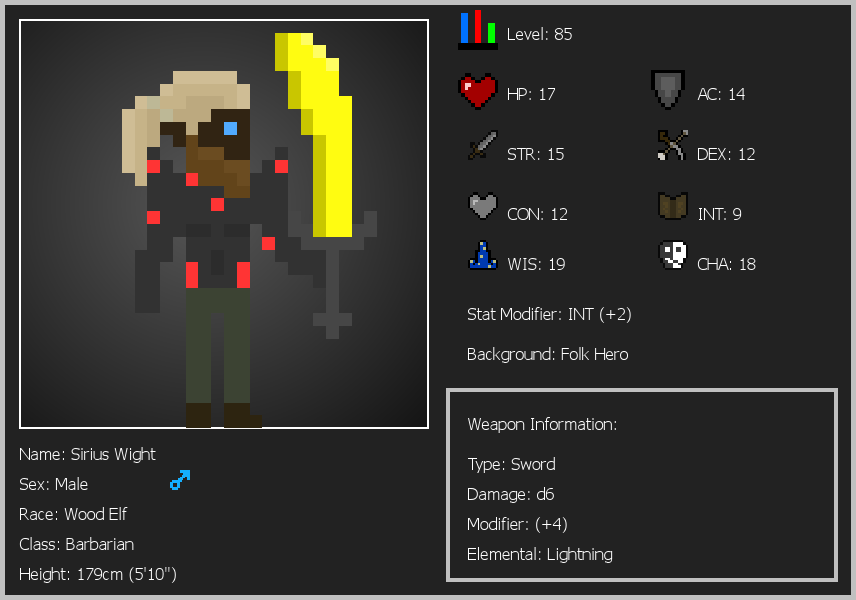 Level: 85
HP: 17
AC: 14
STR: 15
DEX: 12
CON: 12
INT: 9
WIS: 19
CHA: 18
Stat Modifier: INT (+2)
Background: Folk Hero
Weapon Information:
Type: Sword
Damage: d6
Modifier: (+4)
Elemental: Lightning
Name: Sirius Wight
Sex: Male
Race: Wood Elf
Class: Barbarian
Height: 179cm (5'10")